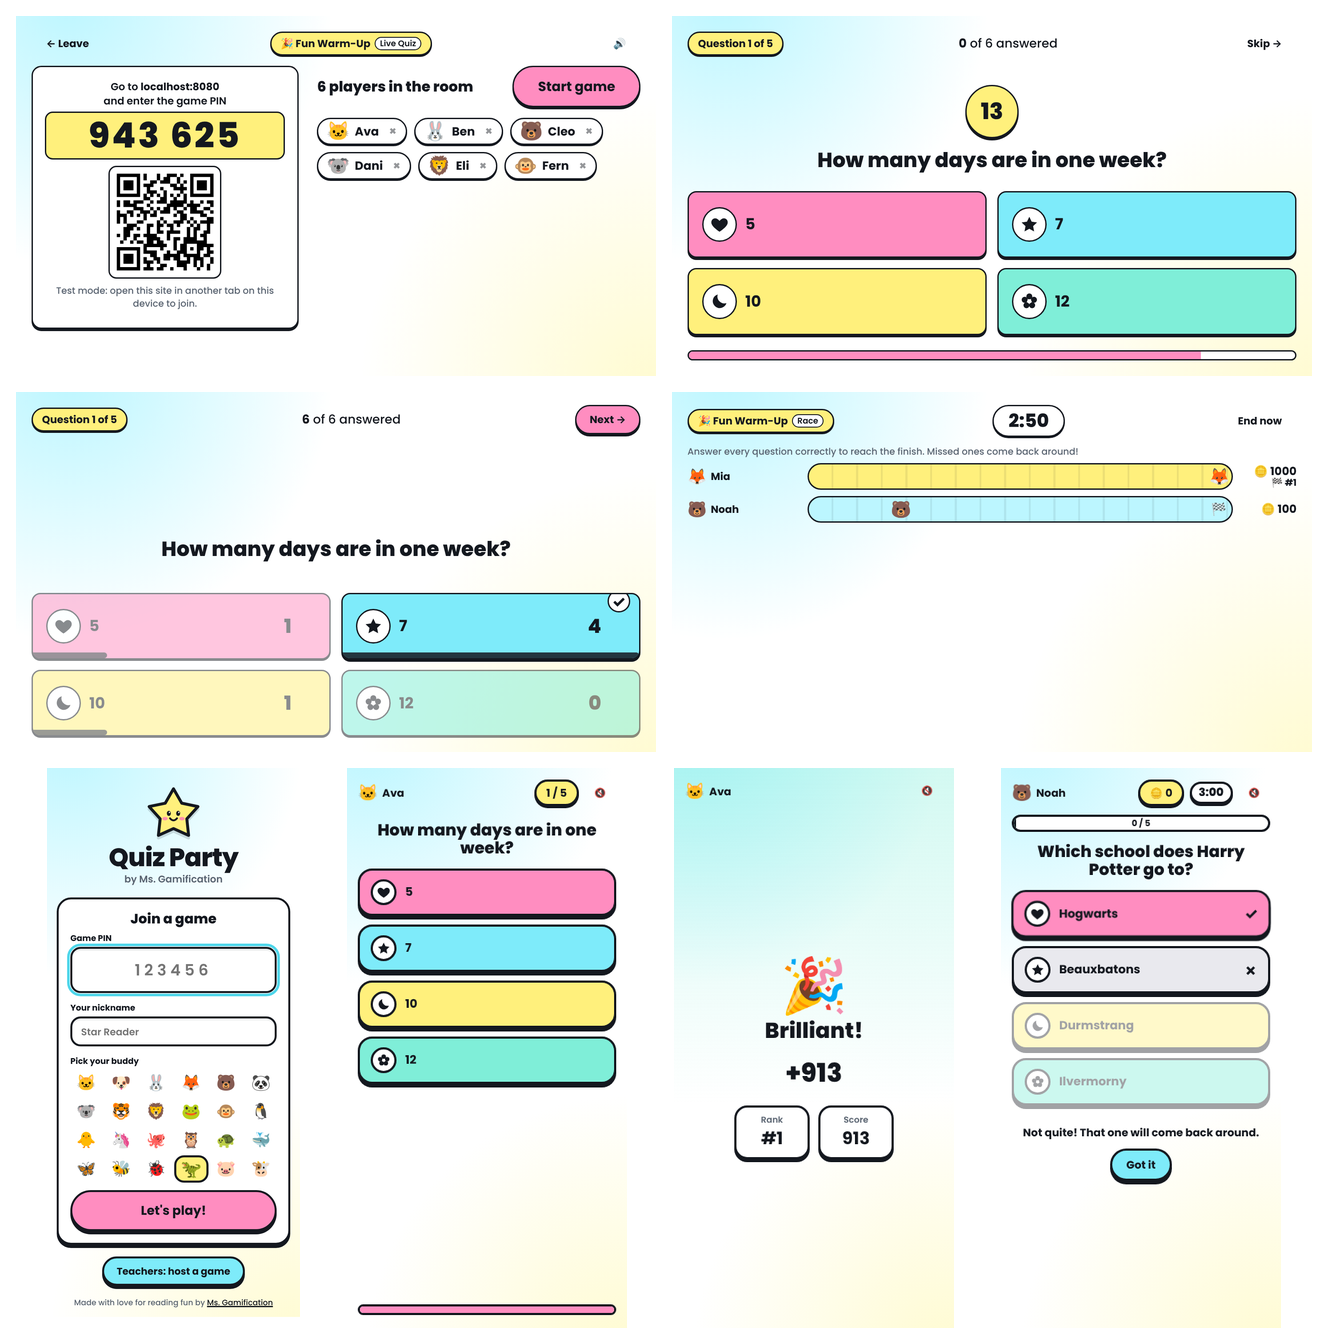 ← Leave
🎉 Fun Warm-Up Live Quiz
Go to localhost:8080
and enter the game PIN
943 625
Test mode: open this site in another tab on this
device to join.
6 players in the room
Start game
Ava ×
Ben ×
Cleo ×
Dani ×
Eli ×
Fern ×
Question 1 of 5
0 of 6 answered
Skip →
13
How many days are in one week?
5
7
10
12
Question 1 of 5
6 of 6 answered
Next →
How many days are in one week?
5 1
7 4
10 1
12 0
🎉 Fun Warm-Up Race
2:50
End now
Answer every question correctly to reach the finish. Missed ones come back around!
Mia
1000
#1
Noah
100
Quiz Party
by Ms. Gamification
Join a game
Game PIN
123456
Your nickname
Star Reader
Pick your buddy
Let's play!
Teachers: host a game
Made with love for reading fun by Ms. Gamification
Ava
1 / 5
How many days are in one
week?
5
7
10
12
Ava
Brilliant!
+913
Rank
#1
Score
913
Noah
0
3:00
0 / 5
Which school does Harry
Potter go to?
Hogwarts
Beauxbatons
Durmstrang
Ilvermorny
Not quite! That one will come back around.
Got it